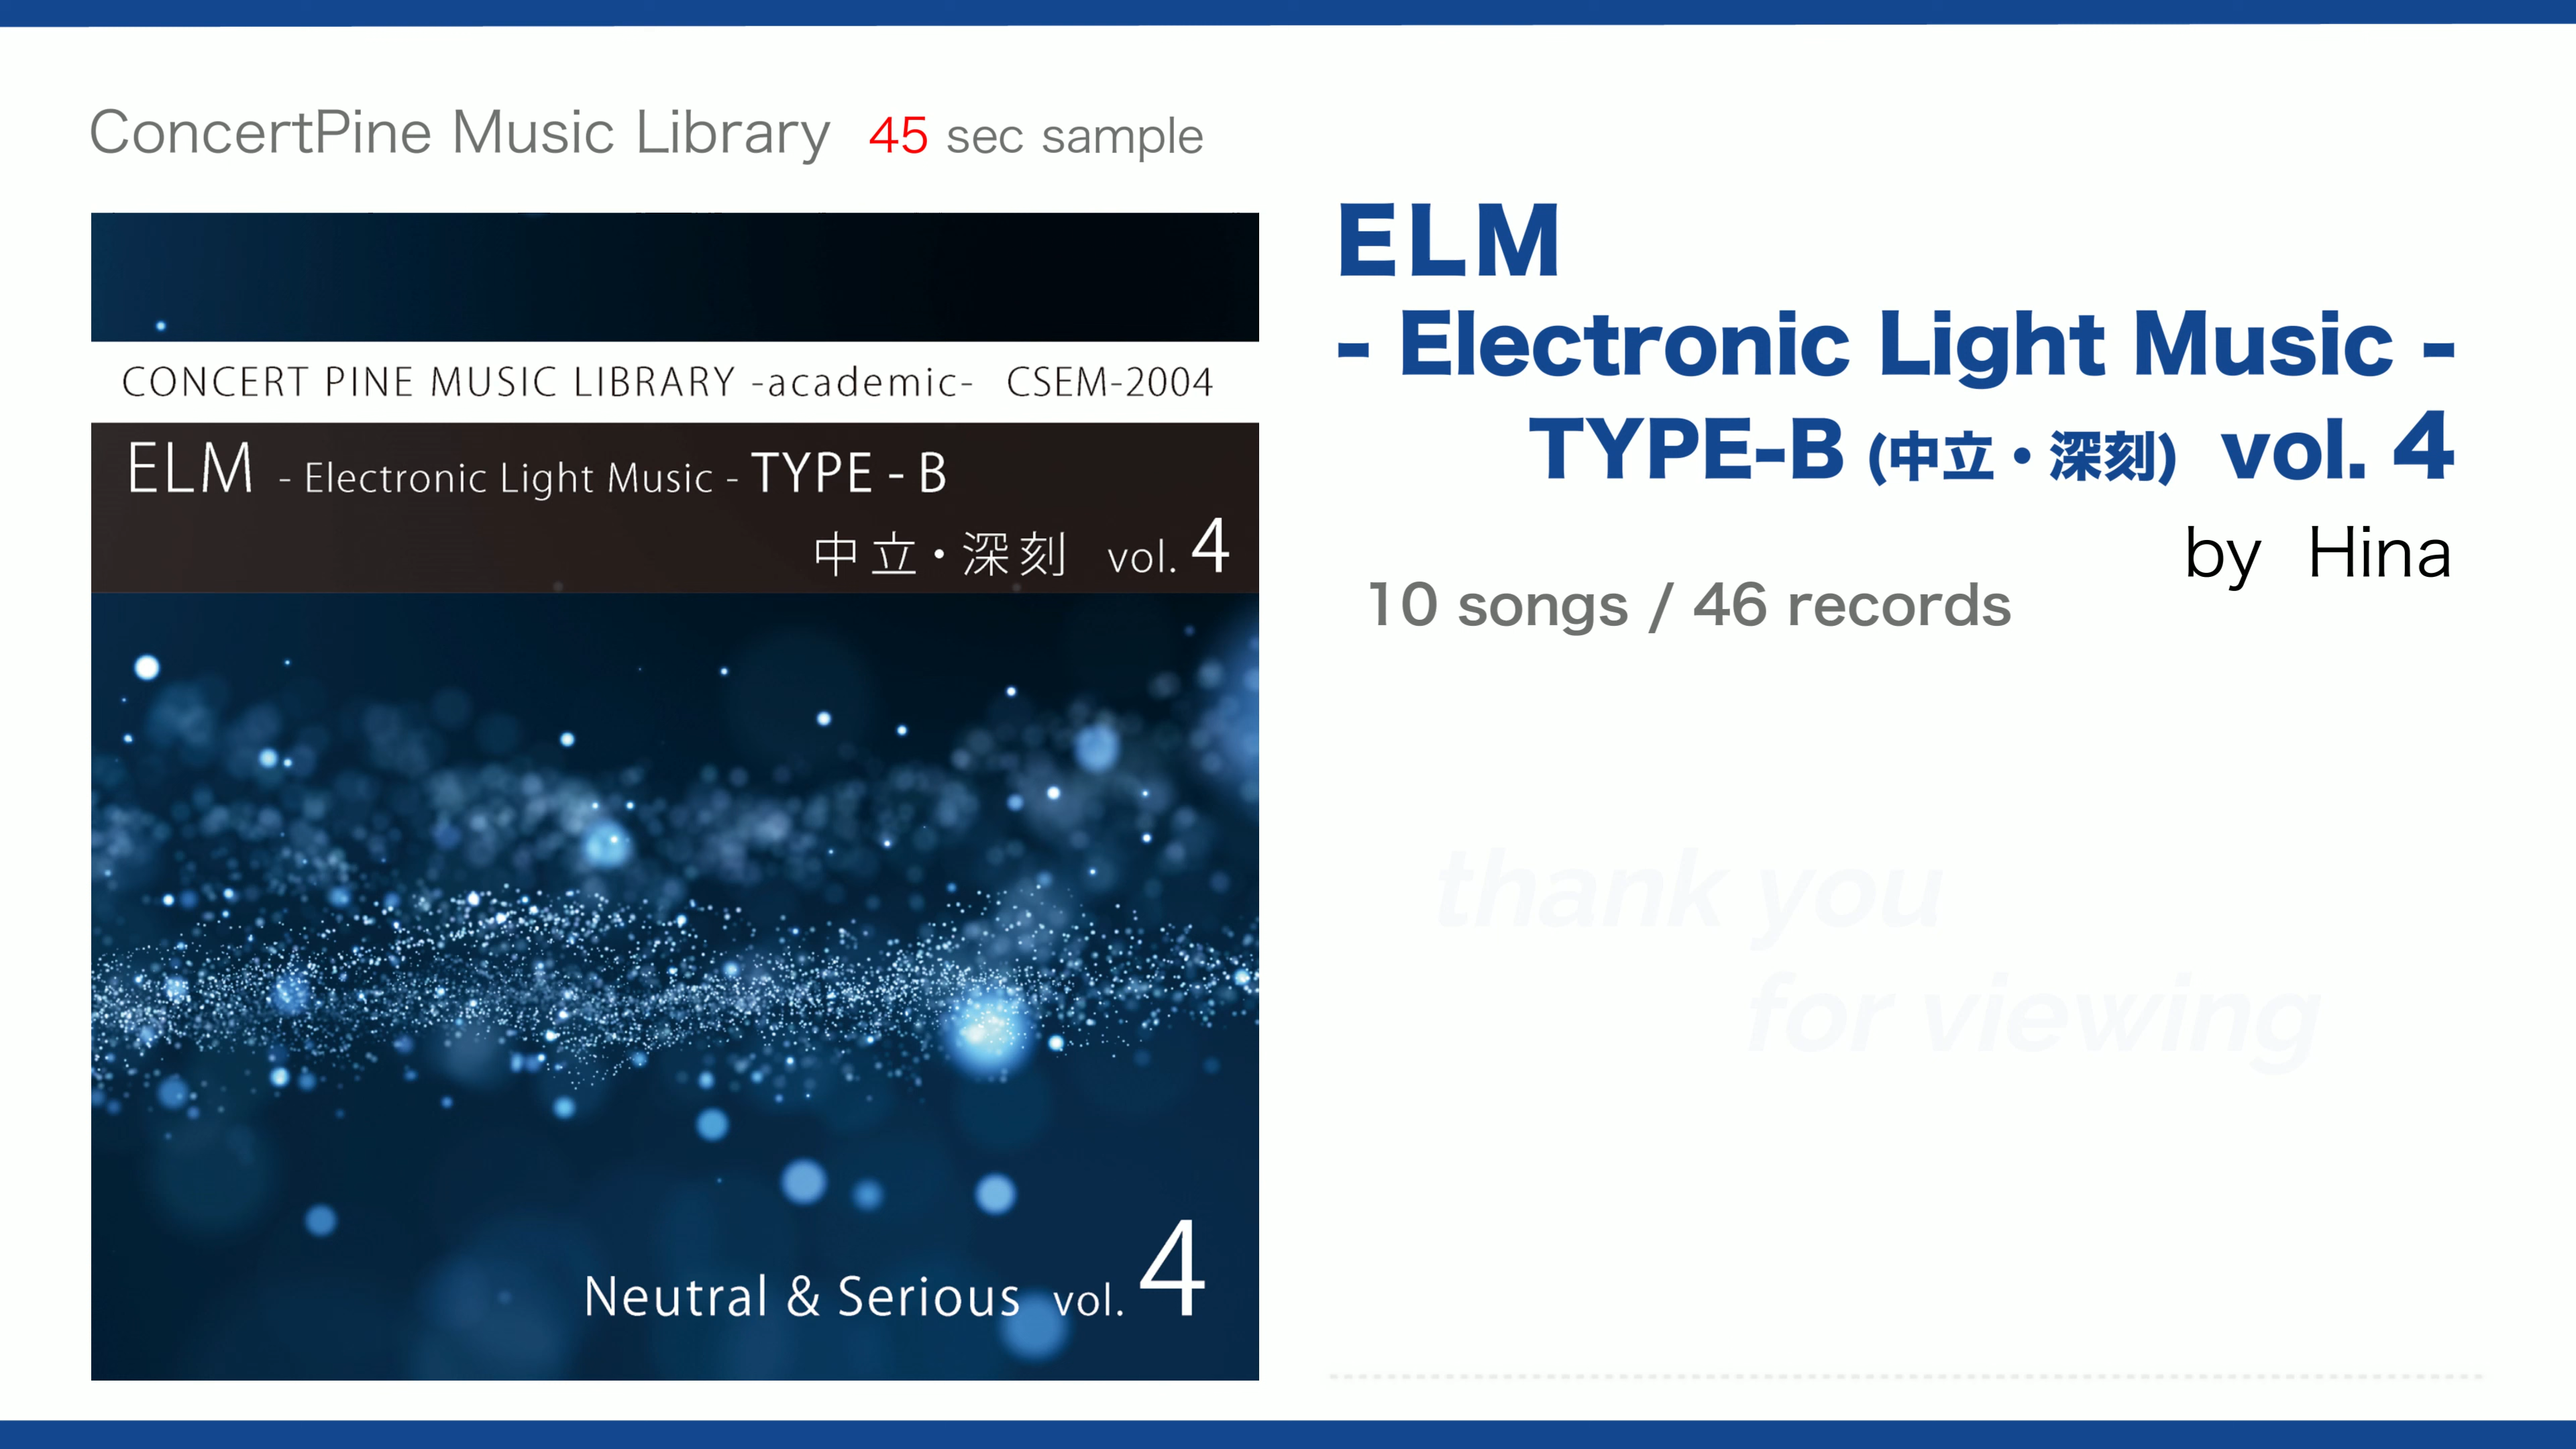 ConcertPine Music Library 45 sec sample
CONCERT PINE MUSIC LIBRARY -academic- CSEM-2004
ELM - Electronic Light Music - TYPE - B
中立・深刻 vol. 4
Neutral & Serious vol. 4
ELM
- Electronic Light Music -
TYPE-B (中立・深刻) vol. 4
by Hina
10 songs / 46 records
thank you
for viewing